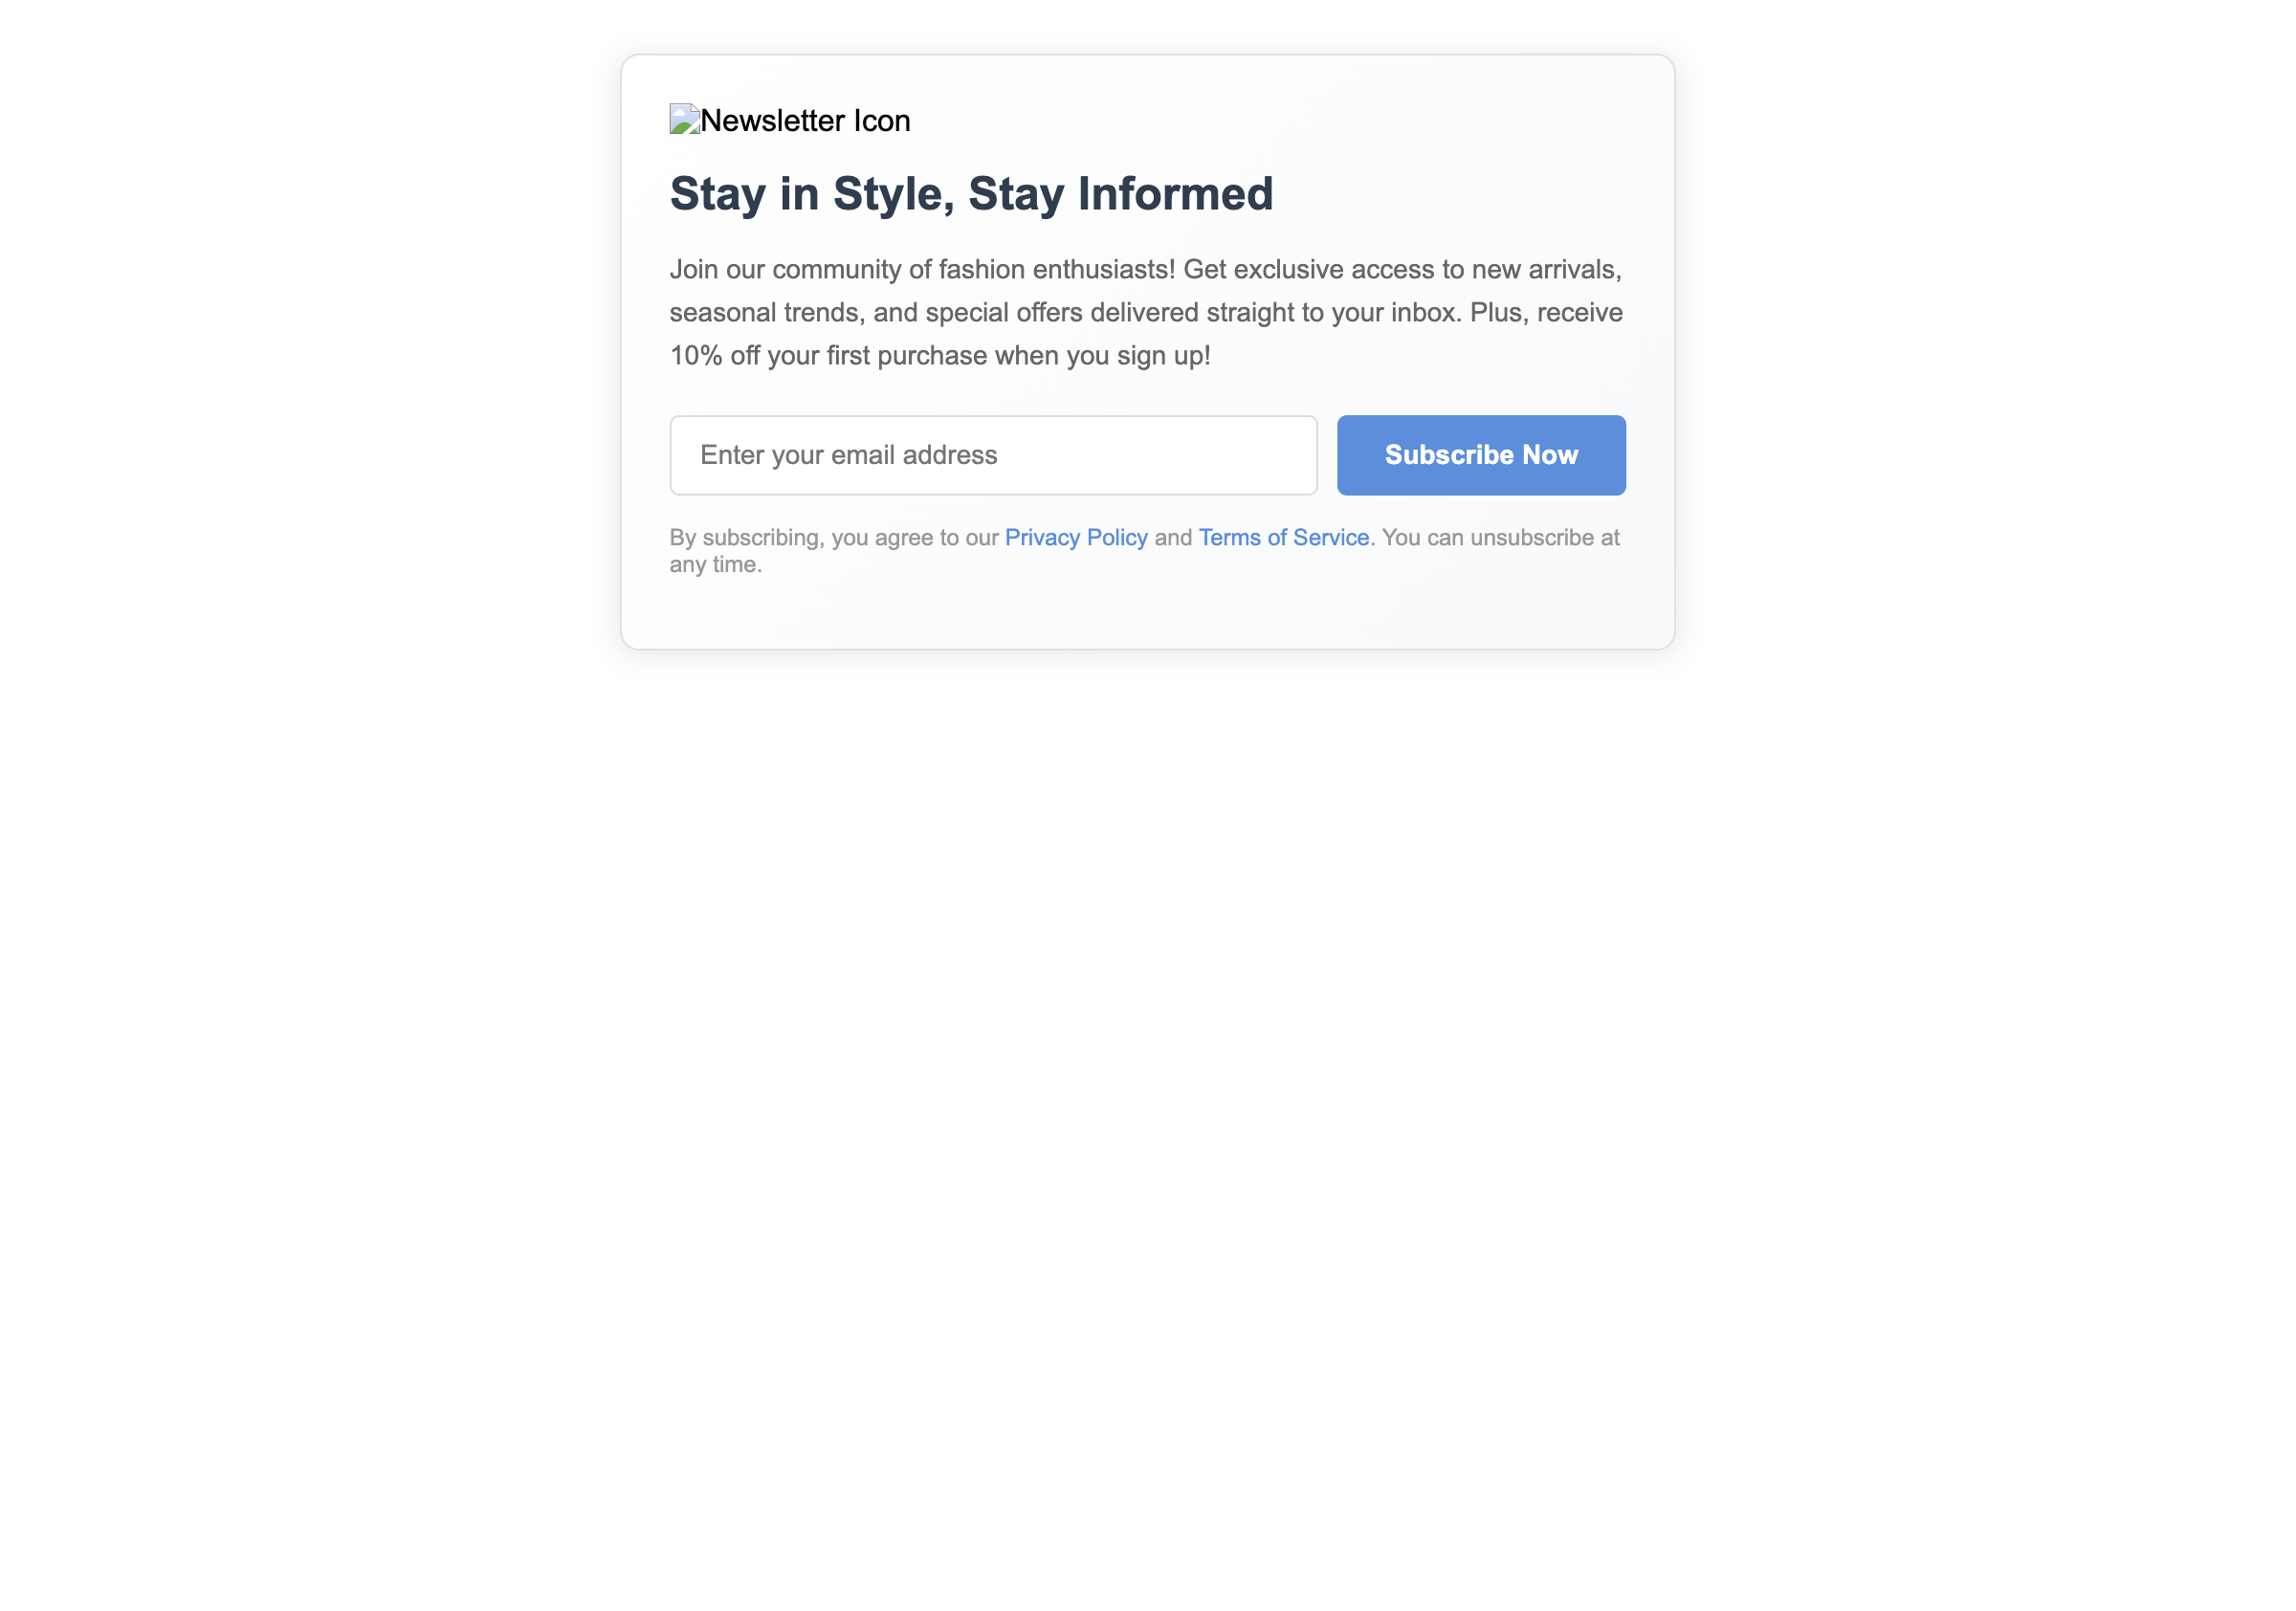 Newsletter Icon
Stay in Style, Stay Informed
Join our community of fashion enthusiasts! Get exclusive access to new arrivals,
seasonal trends, and special offers delivered straight to your inbox. Plus, receive
10% off your first purchase when you sign up!
Enter your email address
Subscribe Now
By subscribing, you agree to our Privacy Policy and Terms of Service. You can unsubscribe at
any time.